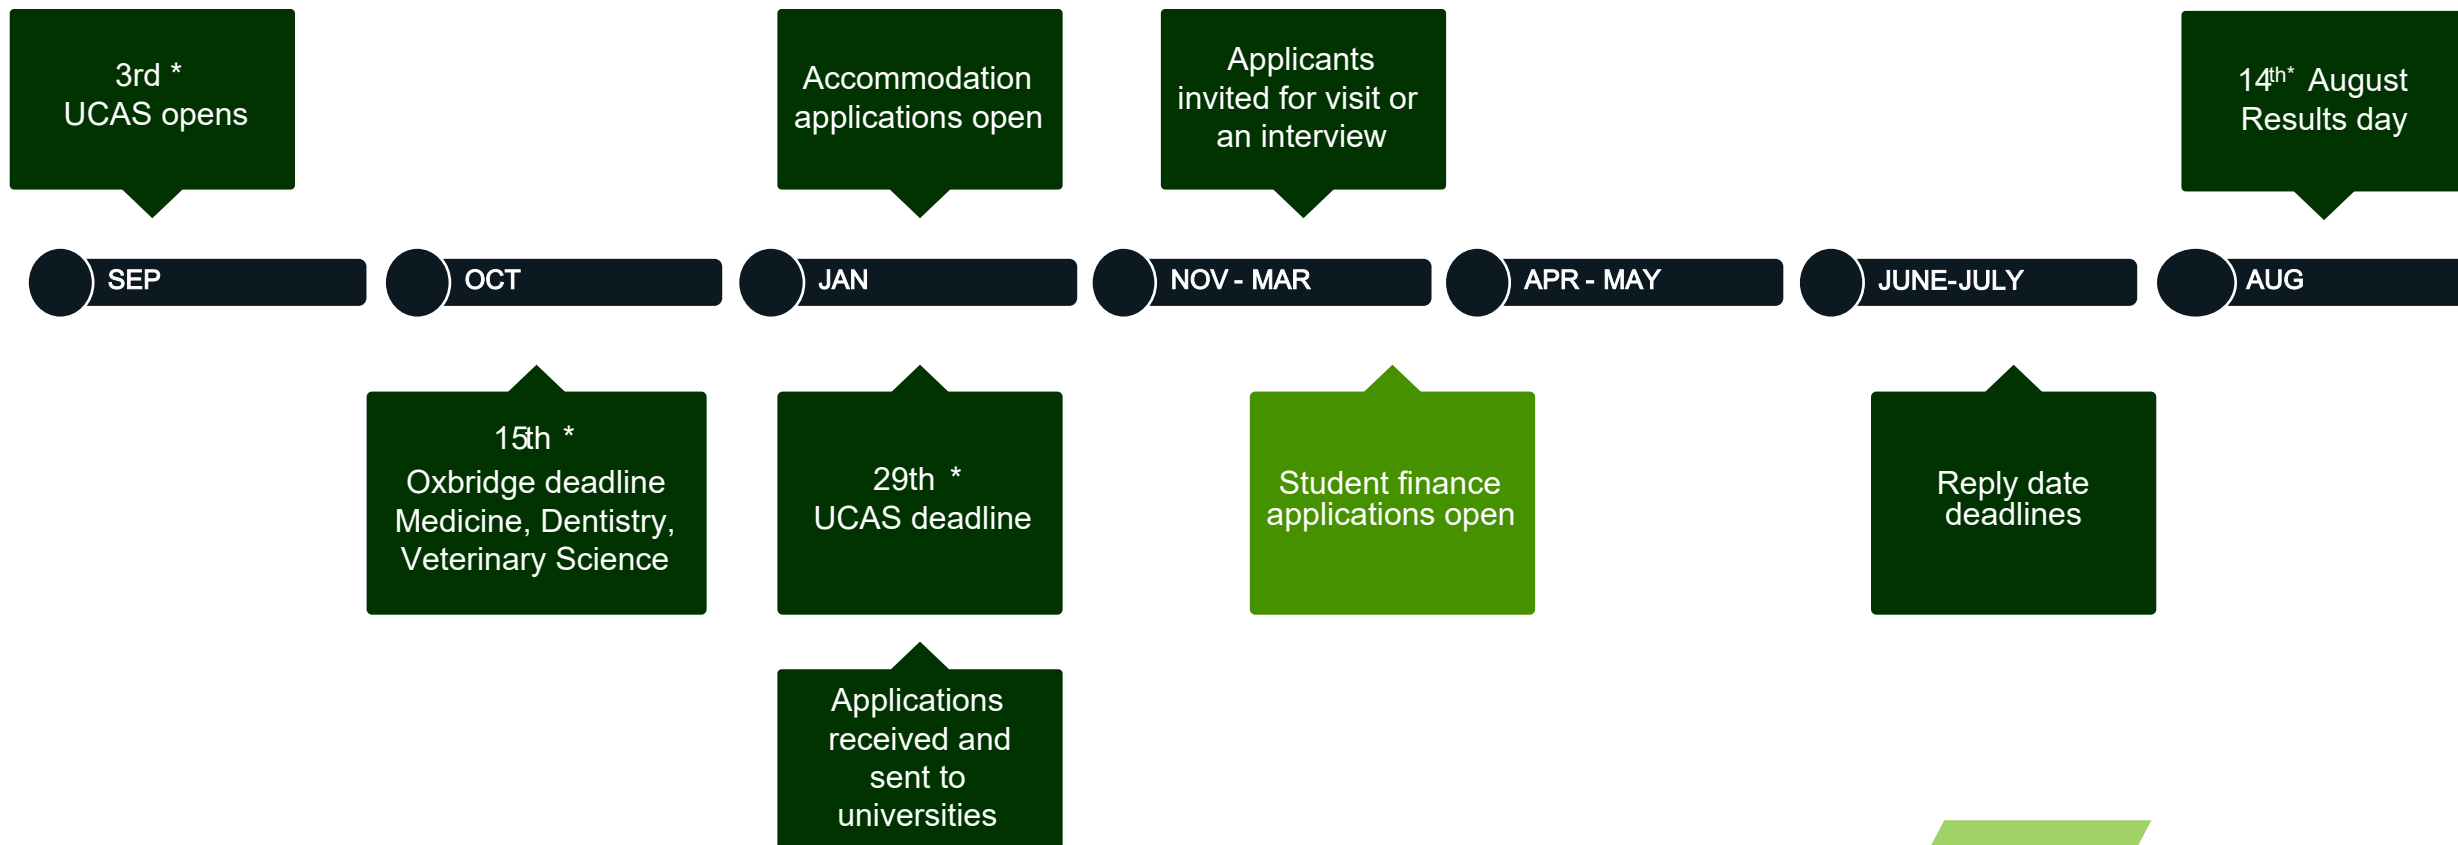 3rd *
UCAS opens
Accommodation
applications open
Applicants
invited for visit or
an interview
14th* August
Results day
SEP
OCT
JAN
NOV - MAR
APR - MAY
JUNE-JULY
AUG
15th *
Oxbridge deadline
Medicine, Dentistry,
Veterinary Science
29th *
UCAS deadline
Student finance
applications open
Reply date
deadlines
Applications
received and
sent to
universities